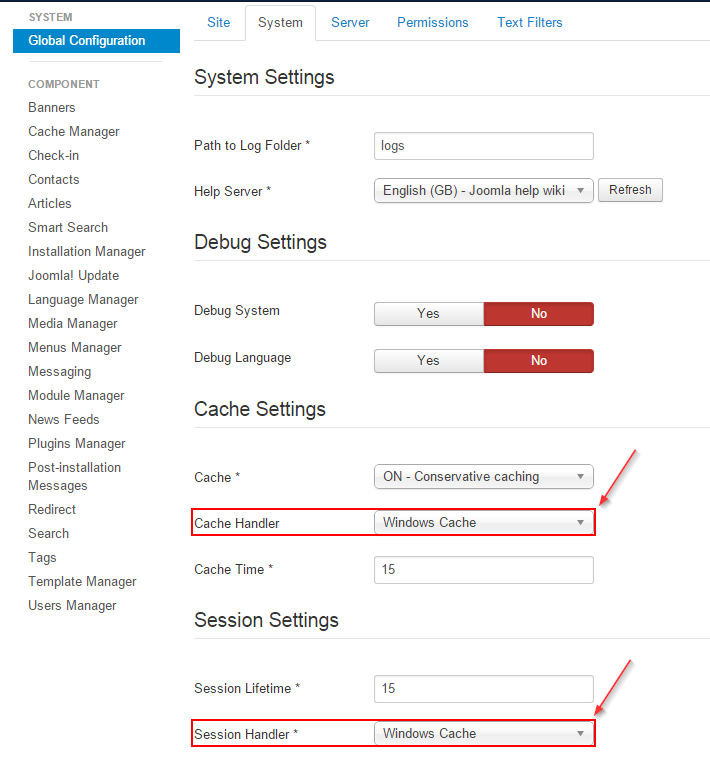 SYSTEM
Global Configuration
COMPONENT
Banners
Cache Manager
Check-in
Contacts
Articles
Smart Search
Installation Manager
Joomla! Update
Language Manager
Media Manager
Menus Manager
Messaging
Module Manager
News Feeds
Plugins Manager
Post-installation
Messages
Redirect
Search
Tags
Template Manager
Users Manager
Site System Server Permissions Text Filters
System Settings
Path to Log Folder * logs
Help Server * English (GB) - Joomla help wiki Refresh
Debug Settings
Debug System Yes No
Debug Language Yes No
Cache Settings
Cache * ON - Conservative caching
Cache Handler Windows Cache
Cache Time * 15
Session Settings
Session Lifetime * 15
Session Handler * Windows Cache